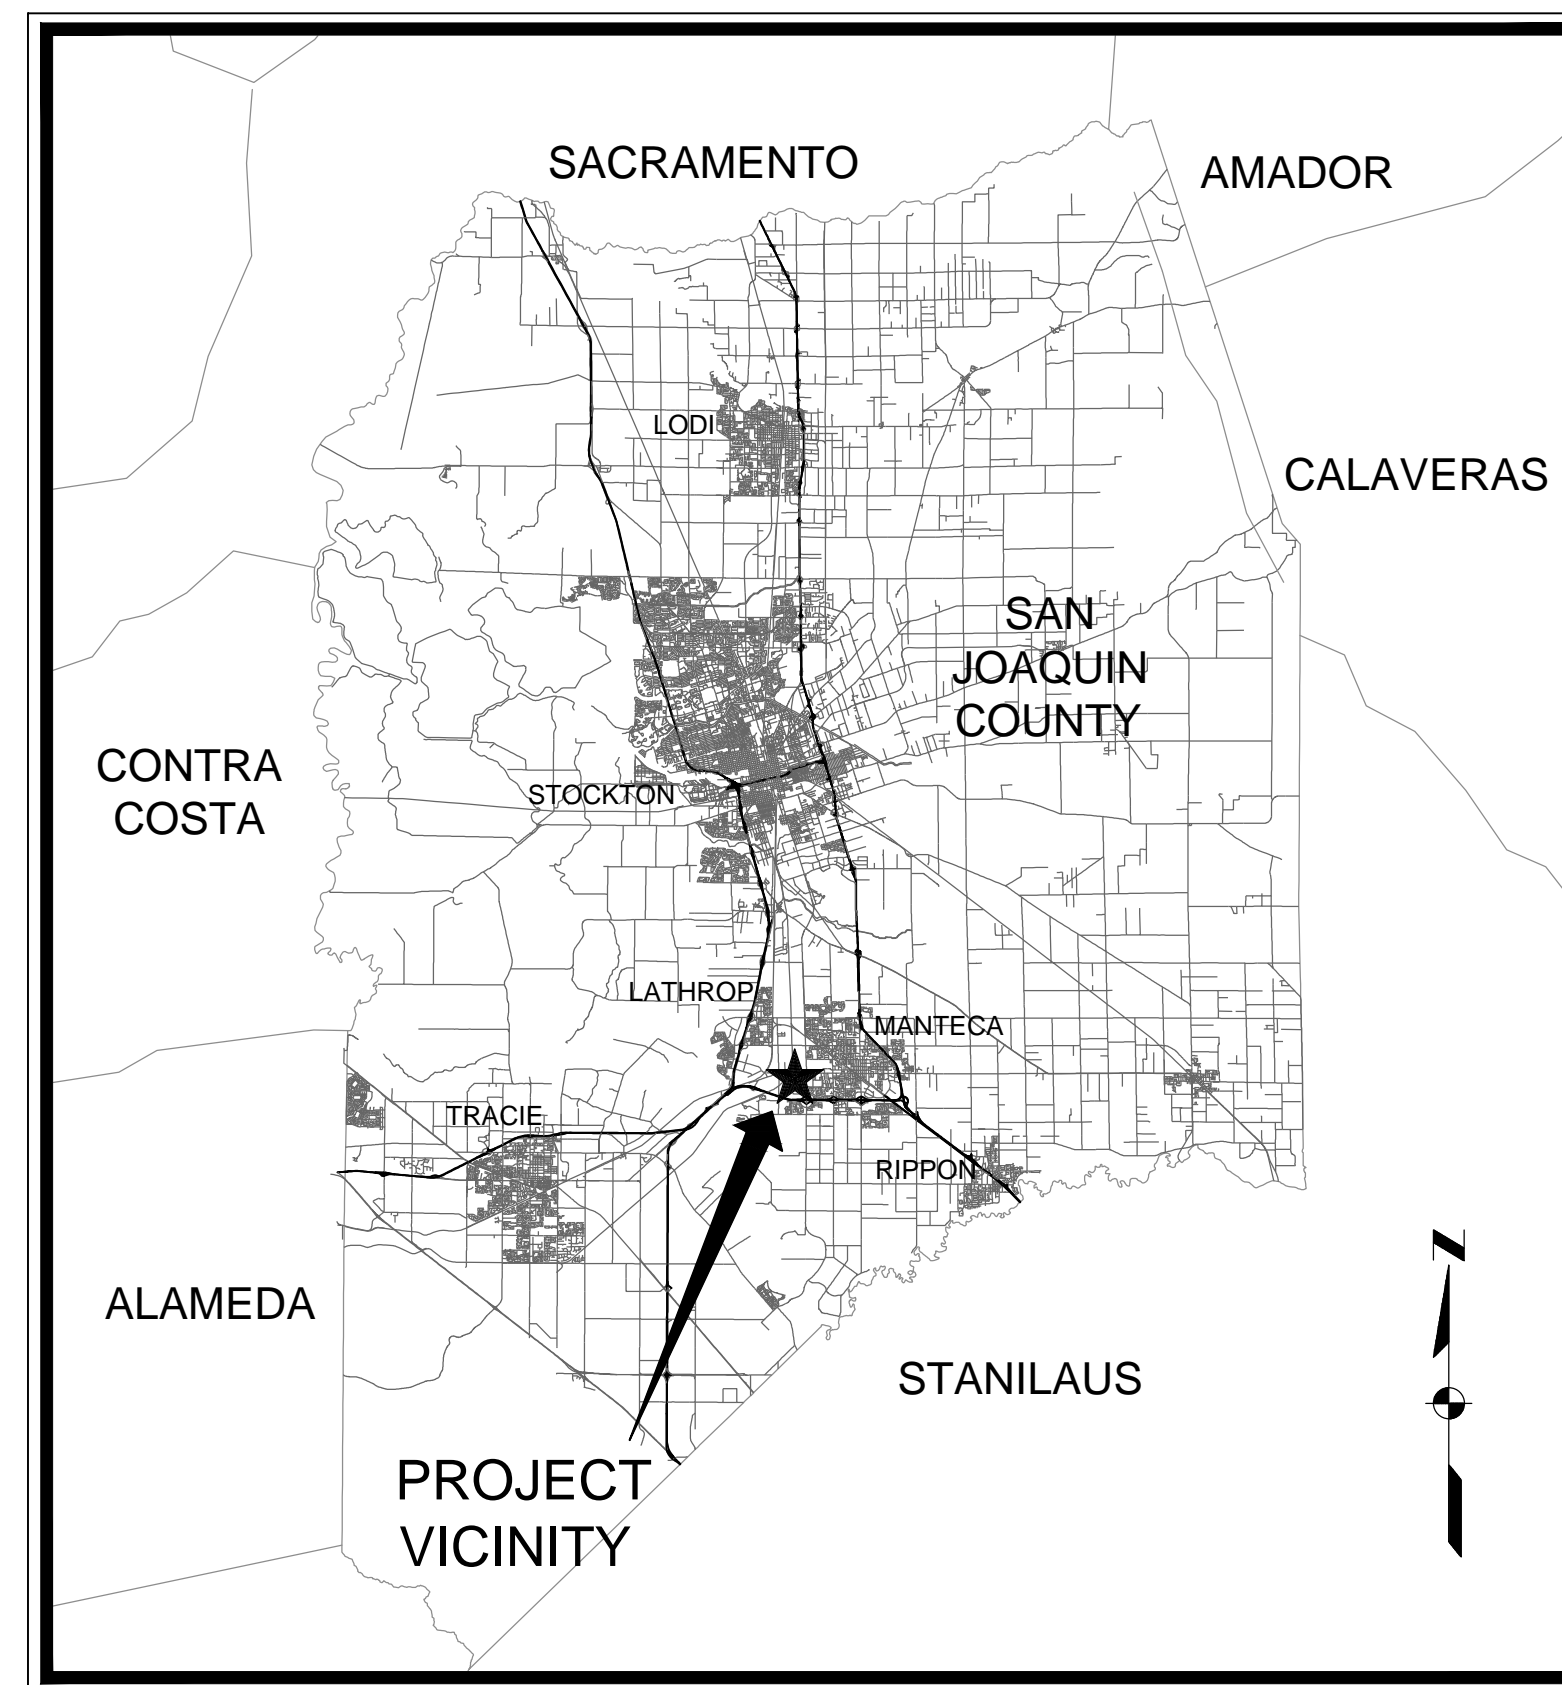 SACRAMENTO
AMADOR
LODI
CALAVERAS
SAN
JOAQUIN
COUNTY
CONTRA
COSTA
STOCKTON
LATHROP
MANTECA
TRACIE
RIPPON
ALAMEDA
STANILAUS
N
PROJECT
VICINITY